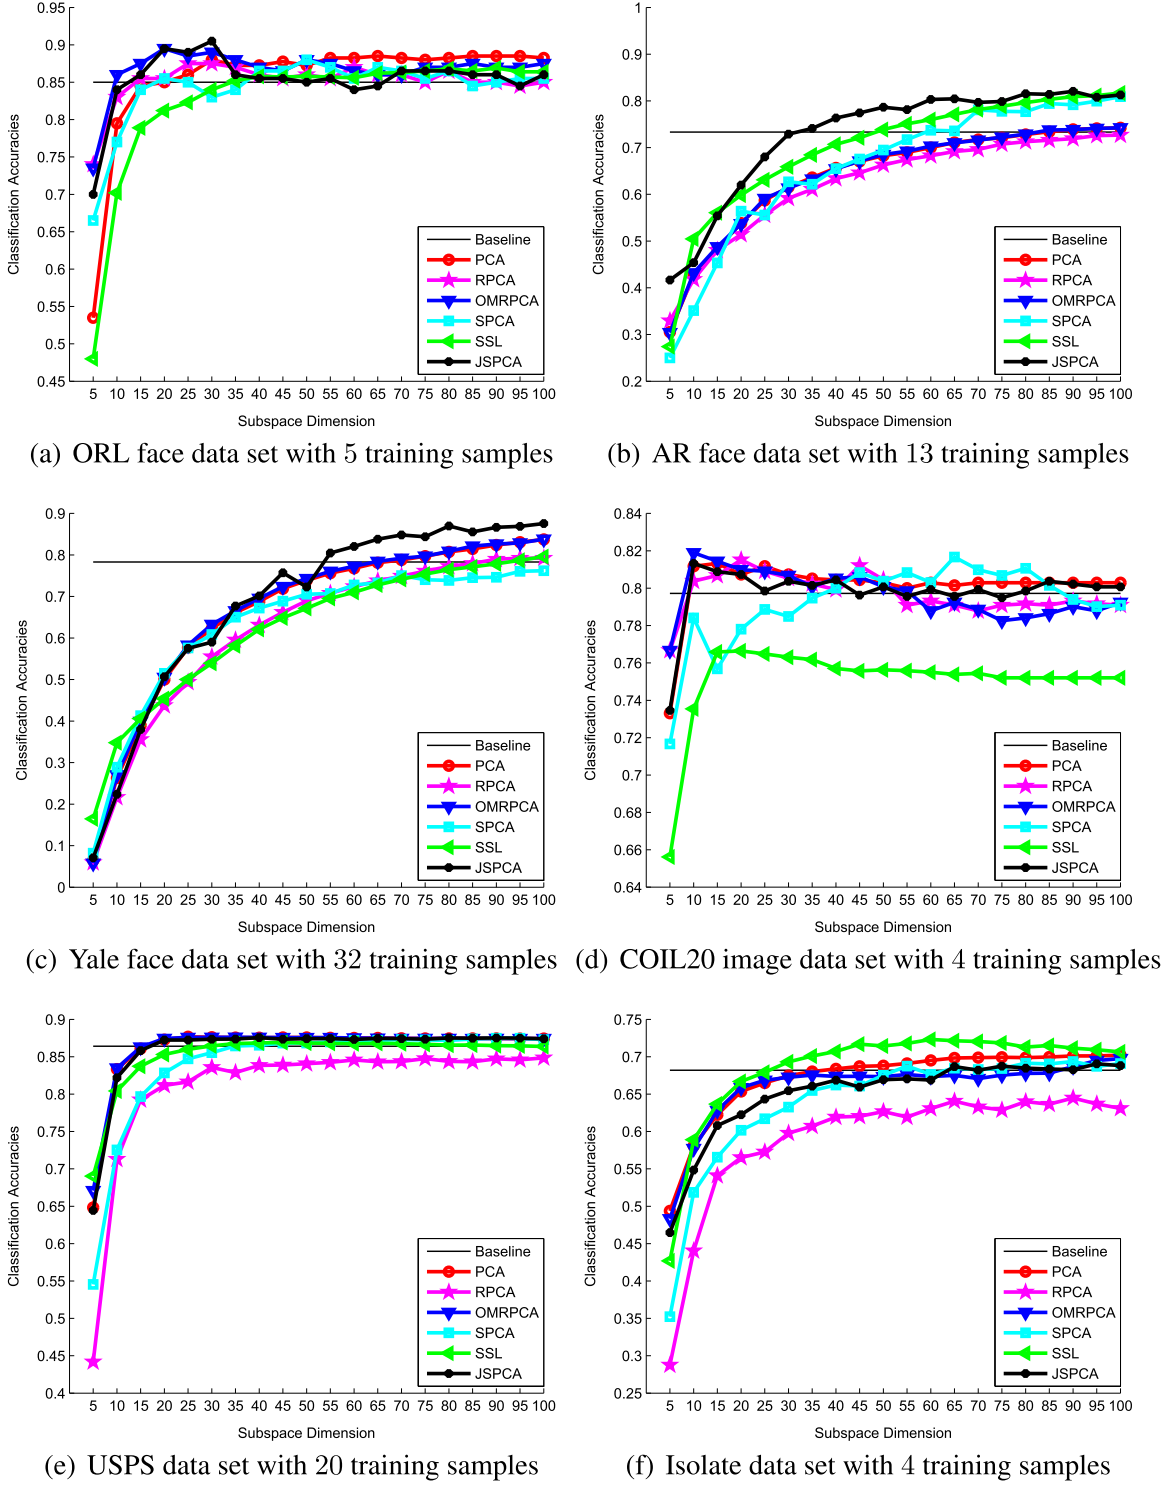 0.95
0.9
0.85
0.8
0.75
0.7
0.65
0.6
0.55
0.5
0.45
Classification Accuracies
5 10 15 20 25 30 35 40 45 50 55 60 65 70 75 80 85 90 95 100
Subspace Dimension
Baseline
PCA
RPCA
OMRPCA
SPCA
SSL
JSPCA
(a) ORL face data set with 5 training samples
1
0.9
0.8
0.7
0.6
0.5
0.4
0.3
0.2
Classification Accuracies
5 10 15 20 25 30 35 40 45 50 55 60 65 70 75 80 85 90 95 100
Subspace Dimension
Baseline
PCA
RPCA
OMRPCA
SPCA
SSL
JSPCA
(b) AR face data set with 13 training samples
0.9
0.8
0.7
0.6
0.5
0.4
0.3
0.2
0.1
0
Classification Accuracies
5 10 15 20 25 30 35 40 45 50 55 60 65 70 75 80 85 90 95 100
Subspace Dimension
Baseline
PCA
RPCA
OMRPCA
SPCA
SSL
JSPCA
(c) Yale face data set with 32 training samples
0.84
0.82
0.8
0.78
0.76
0.74
0.72
0.7
0.68
0.66
0.64
Classification Accuracies
5 10 15 20 25 30 35 40 45 50 55 60 65 70 75 80 85 90 95 100
Subspace Dimension
Baseline
PCA
RPCA
OMRPCA
SPCA
SSL
JSPCA
(d) COIL20 image data set with 4 training samples
0.9
0.85
0.8
0.75
0.7
0.65
0.6
0.55
0.5
0.45
0.4
Classification Accuracies
5 10 15 20 25 30 35 40 45 50 55 60 65 70 75 80 85 90 95 100
Subspace Dimension
Baseline
PCA
RPCA
OMRPCA
SPCA
SSL
JSPCA
(e) USPS data set with 20 training samples
0.75
0.7
0.65
0.6
0.55
0.5
0.45
0.4
0.35
0.3
0.25
Classification Accuracies
5 10 15 20 25 30 35 40 45 50 55 60 65 70 75 80 85 90 95 100
Subspace Dimension
Baseline
PCA
RPCA
OMRPCA
SPCA
SSL
JSPCA
(f) Isolate data set with 4 training samples